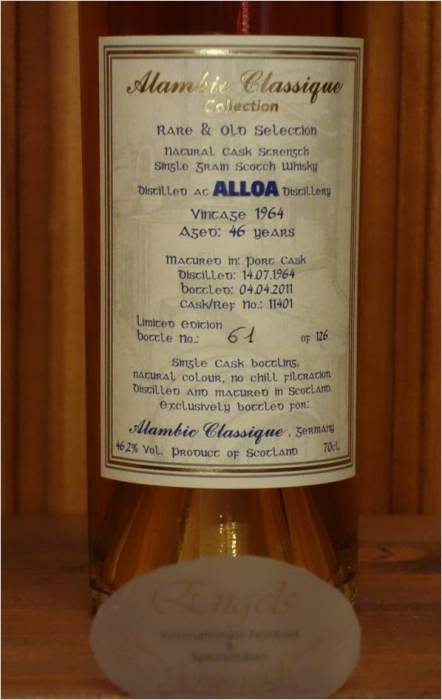 Alambic Classique
Collection
Rare & Old Selection
Natural Cask Strength
Single Grain Scotch Whisky
Distilled at ALLOA Distillery
Vintage 1964
Aged: 46 years
Matured in: Port Cask
Distilled: 14.07.1964
Bottled: 04.04.2011
Cask/Ref No.: 11401
Limited Edition
Bottle No.: 61 of 126
Single Cask bottling,
natural colour, no chill filtration
Distilled and matured in Scotland
Exclusively bottled for:
Alambic Classique, Germany
46,2% Vol. Product of Scotland 70cl.
Engels
Internationale Feinkost
&
Spezialitäten